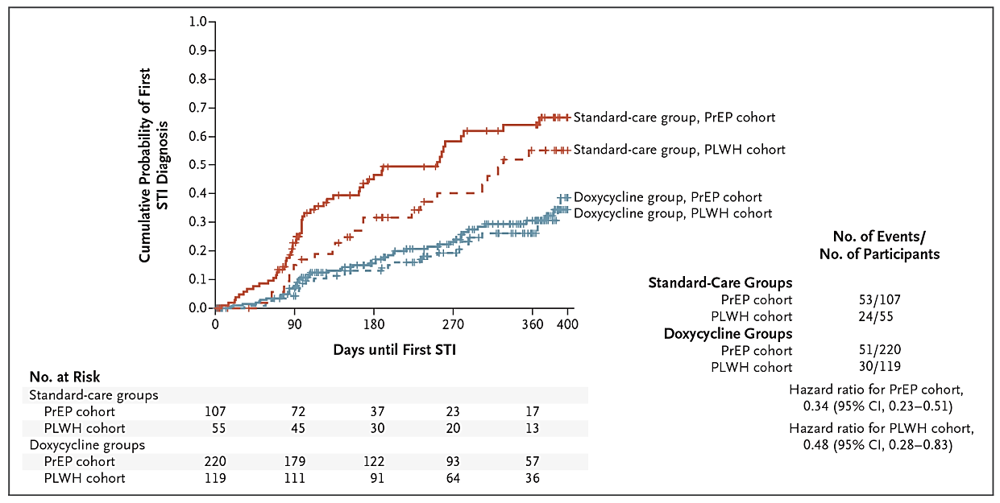 Cumulative Probability of First
STI Diagnosis
1.0
0.9
0.8
0.7
0.6
0.5
0.4
0.3
0.2
0.1
0.0
0 90 180 270 360 400
Days until First STI
Standard-care group, PrEP cohort
Standard-care group, PLWH cohort
Doxycycline group, PrEP cohort
Doxycycline group, PLWH cohort
No. of Events/
No. of Participants
Standard-Care Groups
PrEP cohort 53/107
PLWH cohort 24/55
Doxycycline Groups
PrEP cohort 51/220
PLWH cohort 30/119
Hazard ratio for PrEP cohort,
0.34 (95% CI, 0.23–0.51)
Hazard ratio for PLWH cohort,
0.48 (95% CI, 0.28–0.83)
No. at Risk
Standard-care groups
PrEP cohort 107 72 37 23 17
PLWH cohort 55 45 30 20 13
Doxycycline groups
PrEP cohort 220 179 122 93 57
PLWH cohort 119 111 91 64 36